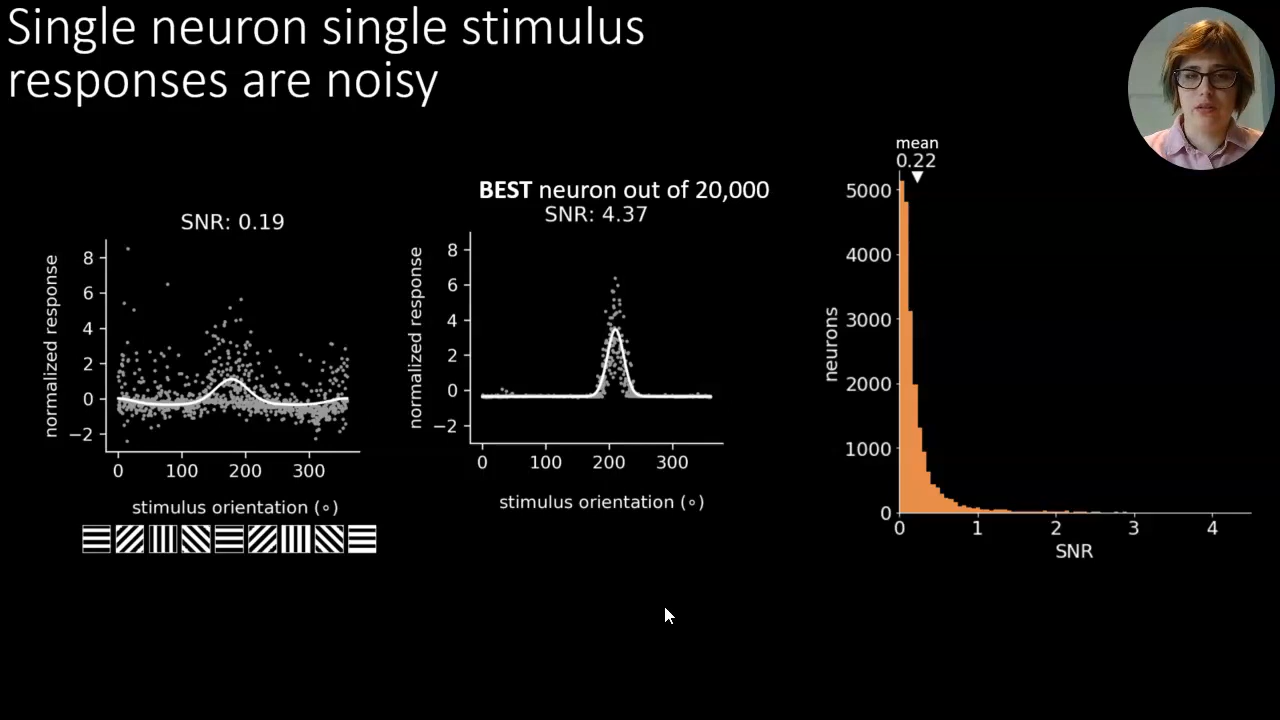 Single neuron single stimulus
responses are noisy
SNR: 0.19
normalized response
8
6
4
2
0
−2
0 100 200 300
stimulus orientation (∘)
BEST neuron out of 20,000
SNR: 4.37
normalized response
8
6
4
2
0
−2
0 100 200 300
stimulus orientation (∘)
mean
0.22
neurons
5000
4000
3000
2000
1000
0
0 1 2 3 4
SNR